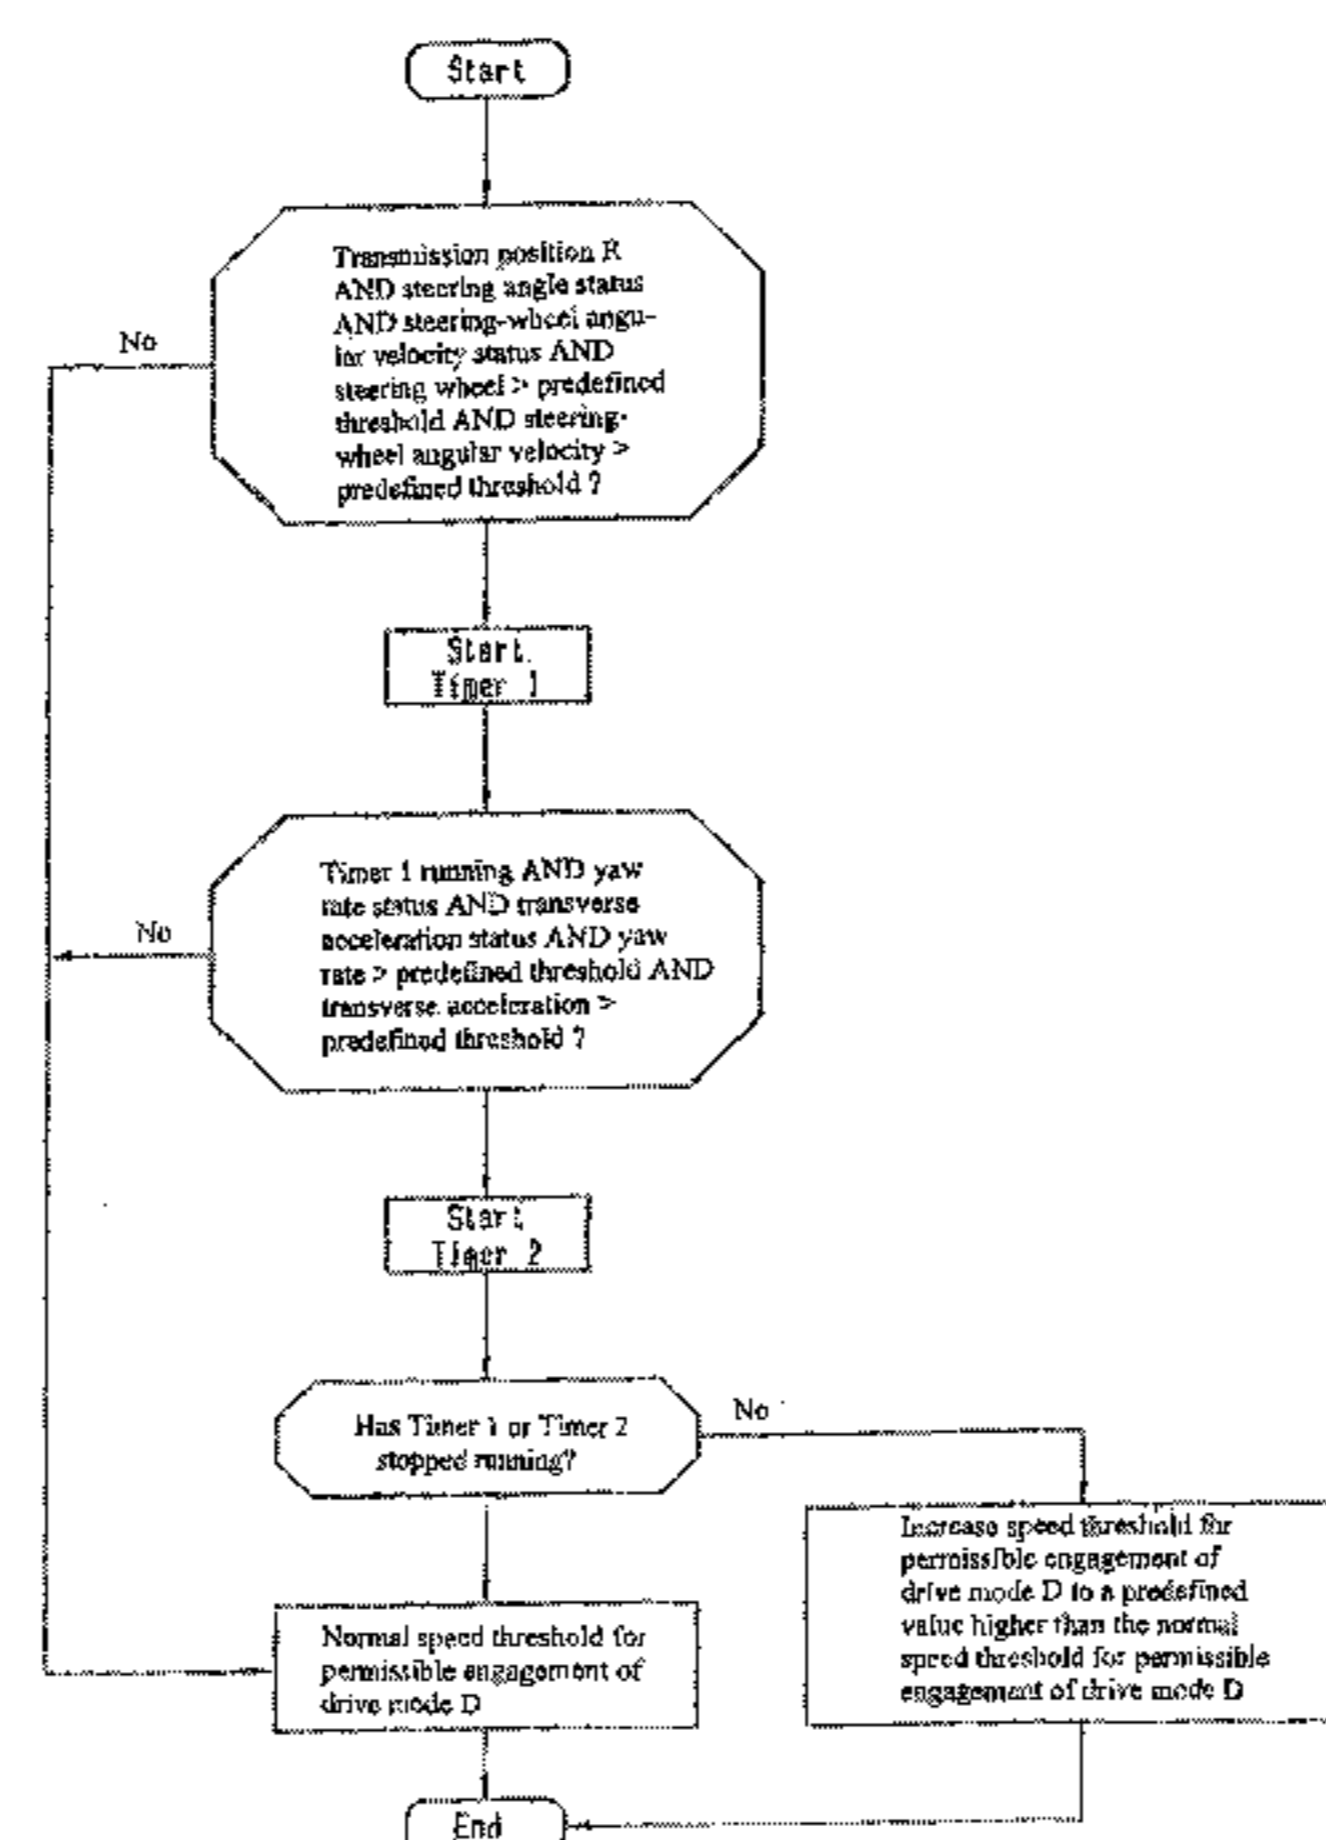 Start
Transmission position R
AND steering angle status
AND steering-wheel angu-
lar velocity status AND
steering wheel > predefined
threshold AND steering-
wheel angular velocity >
predefined threshold ?
No
Start
Timer 1
Timer 1 running AND yaw
rate status AND transverse
acceleration status AND yaw
rate > predefined threshold AND
transverse acceleration >
predefined threshold ?
No
Start
Timer 2
Has Timer 1 or Timer 2
stopped running?
No
Increase speed threshold for
permissible engagement of
drive mode D to a predefined
value higher than the normal
speed threshold for permissible
engagement of drive mode D
Normal speed threshold for
permissible engagement of
drive mode D
End